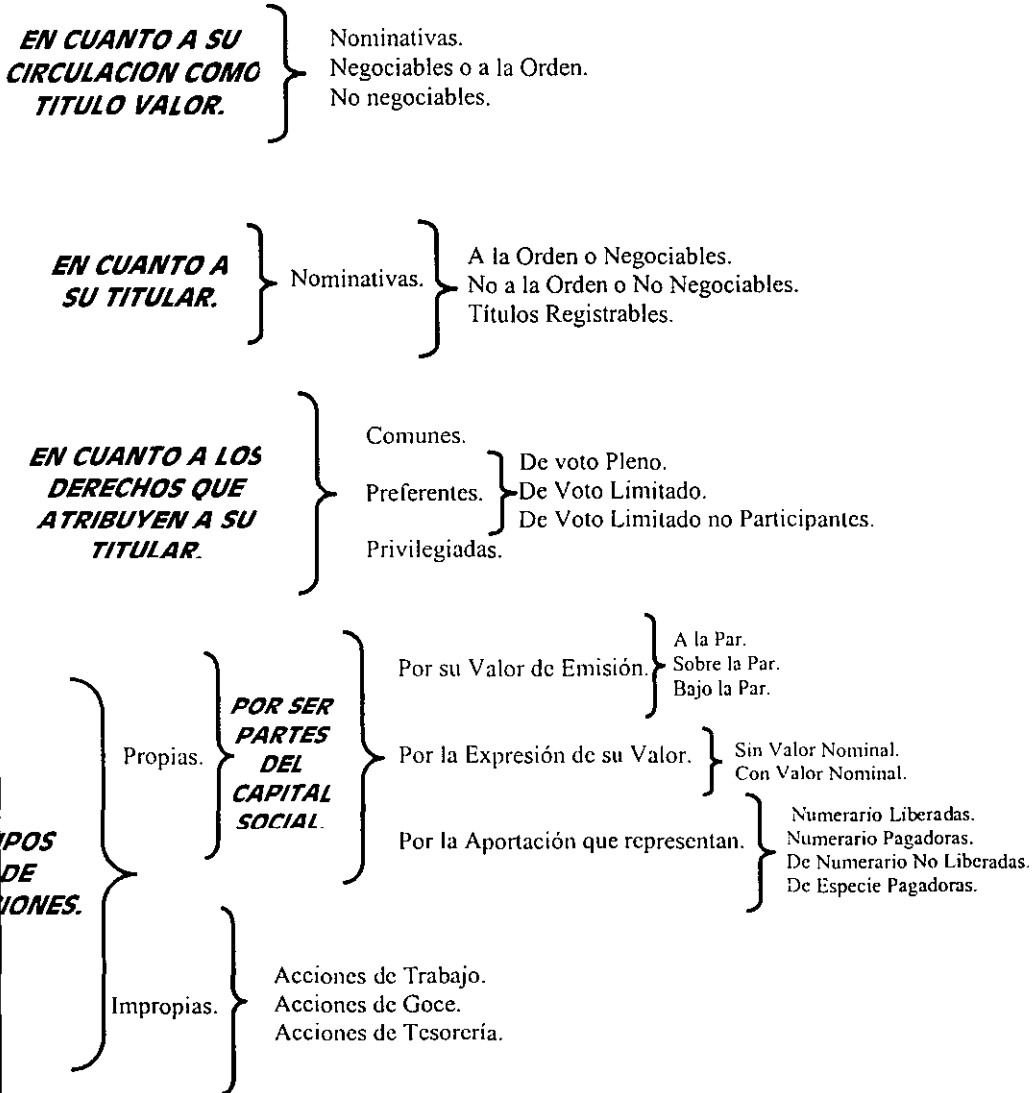 EN CUANTO A SU
CIRCULACION COMO
TITULO VALOR.
Nominativas.
Negociables o a la Orden.
No negociables.
EN CUANTO A
SU TITULAR.
Nominativas.
A la Orden o Negociables.
No a la Orden o No Negociables.
Títulos Registrables.
EN CUANTO A LOS
DERECHOS QUE
ATRIBUYEN A SU
TITULAR.
Comunes.
Preferentes.
De voto Pleno.
De Voto Limitado.
De Voto Limitado no Participantes.
Privilegiadas.
IPOS
DE
IONES.
Propias.
POR SER
PARTES
DEL
CAPITAL
SOCIAL.
Por su Valor de Emisión.
A la Par.
Sobre la Par.
Bajo la Par.
Por la Expresión de su Valor.
Sin Valor Nominal.
Con Valor Nominal.
Por la Aportación que representan.
Numerario Liberadas.
Numerario Pagadoras.
De Numerario No Liberadas.
De Especie Pagadoras.
Impropias.
Acciones de Trabajo.
Acciones de Goce.
Acciones de Tesorería.